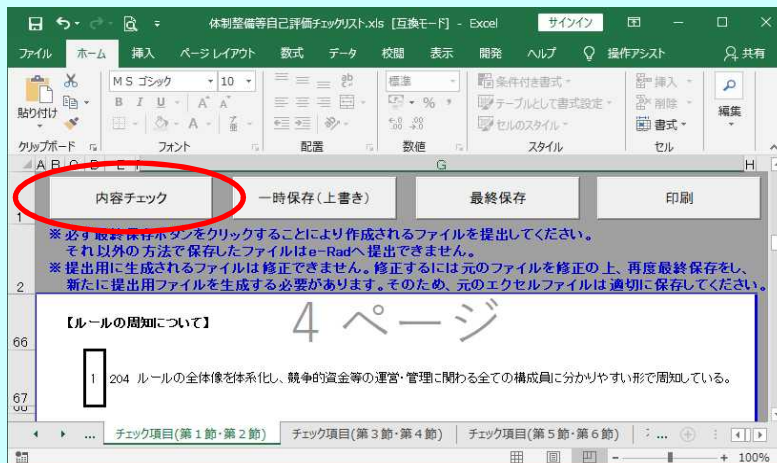 体制整備等自己評価チェックリスト.xls [互換モード] - Excel サインイン
ファイル ホーム 挿入 ページ レイアウト 数式 データ 校閲 表示 開発 ヘルプ 操作アシスト 共有
貼り付け
MS ゴシック 10
B I U A A
標準
% ,
条件付き書式
テーブルとして書式設定
セルのスタイル
挿入
削除
書式
編集
クリップボード フォント 配置 数値 スタイル セル
A B C D E G H
内容チェック 一時保存(上書き) 最終保存 印刷
1
※必ず最終保存ボタンをクリックすることにより作成されるファイルを提出してください。
それ以外の方法で保存したファイルはe-Radへ提出できません。
※提出用に生成されるファイルは修正できません。修正するには元のファイルを修正の上、再度最終保存をし、
2 新たに提出用ファイルを生成する必要があります。そのため、元のエクセルファイルは適切に保存してください。
4 ページ
【ルールの周知について】
66
1 204 ルールの全体像を体系化し、競争的資金等の運営・管理に関わる全ての構成員に分かりやすい形で周知している。
67
... チェック項目(第1節・第2節) チェック項目(第3節・第4節) チェック項目(第5節・第6節) ...
100%